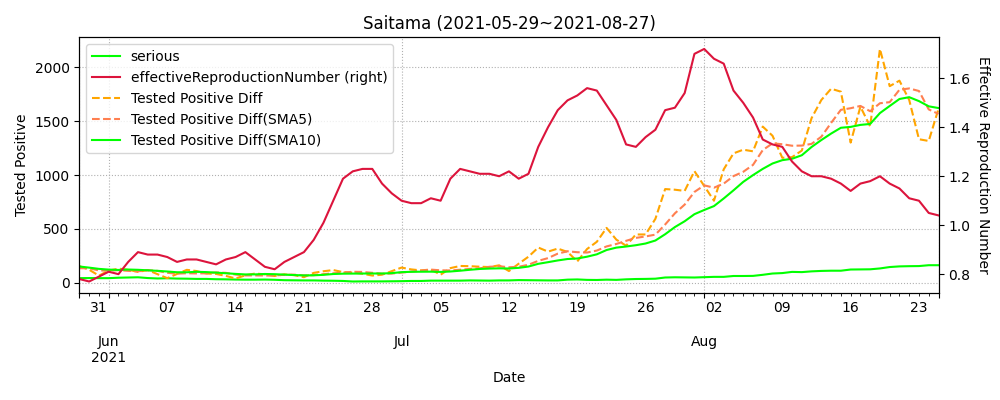 Saitama (2021-05-29~2021-08-27)
serious
effectiveReproductionNumber (right)
Tested Positive Diff
Tested Positive Diff(SMA5)
Tested Positive Diff(SMA10)
Tested Positive
2000
1500
1000
500
0
Effective Reproduction Number
1.6
1.4
1.2
1.0
0.8
31 07 14 21 28 05 12 19 26 02 09 16 23
Jun Jul Aug
2021
Date